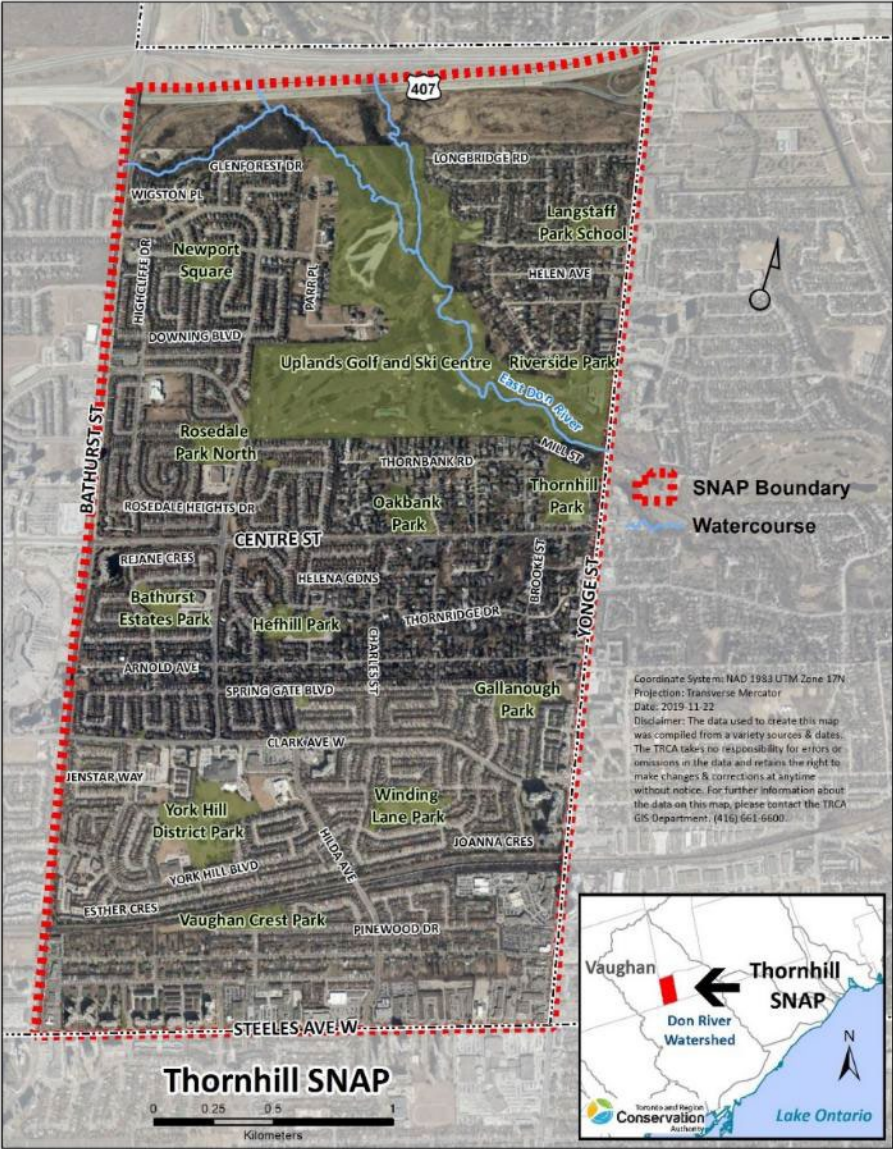 407
LONGBRIDGE RD
GLENFOREST DR
WIGSTON PL
Langstaff
Park School
Newport
Square
HIGHCLIFFE DR
PARR PL
HELEN AVE
DOWNING BLVD
Uplands Golf and Ski Centre
Riverside Park
East Don River
BATHURST ST
Rosedale
Park North
MILL ST
THORNBANK RD
Thornhill
Park
SNAP Boundary
Watercourse
ROSEDALE HEIGHTS DR
Oakbank
Park
CENTRE ST
REJANE CRES
HELENA GDNS
BROOKE ST
YONGE ST
Bathurst
Estates Park
Hefhill Park
THORNRIDGE DR
CHARLES ST
ARNOLD AVE
SPRING GATE BLVD
Gallanough
Park
Coordinate System: NAD 1983 UTM Zone 17N
Projection: Transverse Mercator
Date: 2019-11-22
Disclaimer: The data used to create this map
was compiled from a variety sources & dates.
The TRCA takes no responsibility for errors or
omissions in the data and retains the right to
make changes & corrections at anytime
without notice. For further information about
the data on this map, please contact the TRCA
GIS Department. (416) 661-6600.
CLARK AVE W
JENSTAR WAY
York Hill
District Park
Winding
Lane Park
HILDA AVE
JOANNA CRES
YORK HILL BLVD
ESTHER CRES
Vaughan Crest Park
PINEWOOD DR
STEELES AVE W
Vaughan
Thornhill
SNAP
Don River
Watershed
N
Lake Ontario
Toronto and Region
Conservation
Authority
Thornhill SNAP
0 0.25 0.5 1
Kilometers